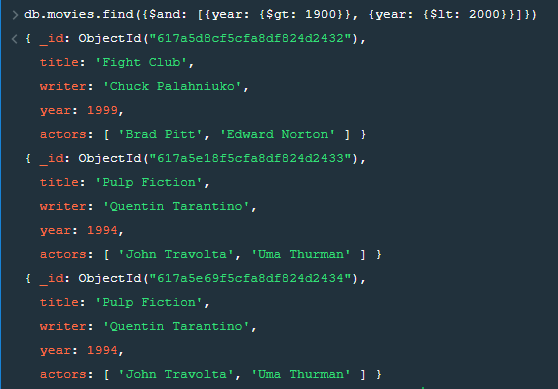 > db.movies.find({$and: [{year: {$gt: 1900}}, {year: {$lt: 2000}}]})
< { _id: ObjectId("617a5d8cf5cfa8df824d2432"),
title: 'Fight Club',
writer: 'Chuck Palahniuko',
year: 1999,
actors: [ 'Brad Pitt', 'Edward Norton' ] }
{ _id: ObjectId("617a5e18f5cfa8df824d2433"),
title: 'Pulp Fiction',
writer: 'Quentin Tarantino',
year: 1994,
actors: [ 'John Travolta', 'Uma Thurman' ] }
{ _id: ObjectId("617a5e69f5cfa8df824d2434"),
title: 'Pulp Fiction',
writer: 'Quentin Tarantino',
year: 1994,
actors: [ 'John Travolta', 'Uma Thurman' ] }